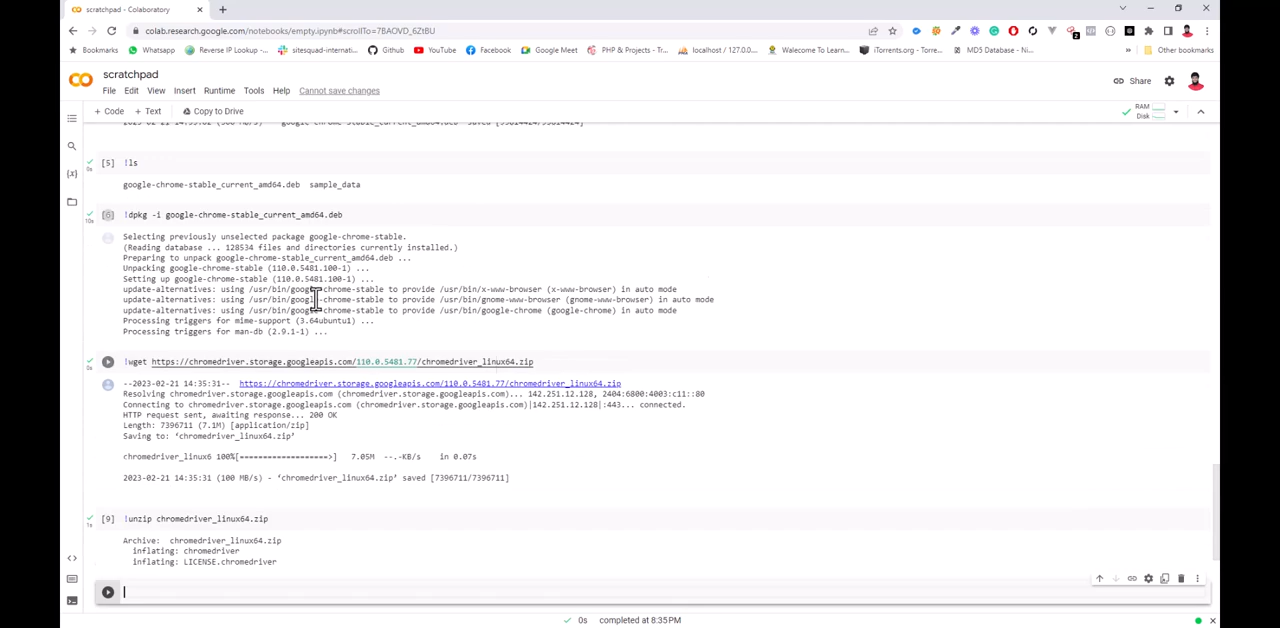 scratchpad - Colaboratory
colab.research.google.com/notebooks/empty.ipynb#scrollTo=7BAOVD_6ZtBU
Bookmarks Whatsapp Reverse IP Lookup -... sitesquad-internati... Github YouTube Facebook Google Meet PHP & Projects - Tr... localhost / 127.0.0... Welcome To Learn... iTorrents.org - Torre... MD5 Database - Ni... » Other bookmarks
scratchpad
File Edit View Insert Runtime Tools Help Cannot save changes
Share
+ Code + Text Copy to Drive
RAM
Disk
[5] !ls
0s
google-chrome-stable_current_amd64.deb sample_data
!dpkg -i google-chrome-stable_current_amd64.deb
10s
Selecting previously unselected package google-chrome-stable.
(Reading database ... 128534 files and directories currently installed.)
Preparing to unpack google-chrome-stable_current_amd64.deb ...
Unpacking google-chrome-stable (110.0.5481.100-1) ...
Setting up google-chrome-stable (110.0.5481.100-1) ...
update-alternatives: using /usr/bin/google-chrome-stable to provide /usr/bin/x-www-browser (x-www-browser) in auto mode
update-alternatives: using /usr/bin/google-chrome-stable to provide /usr/bin/gnome-www-browser (gnome-www-browser) in auto mode
update-alternatives: using /usr/bin/google-chrome-stable to provide /usr/bin/google-chrome (google-chrome) in auto mode
Processing triggers for mime-support (3.64ubuntu1) ...
Processing triggers for man-db (2.9.1-1) ...
!wget https://chromedriver.storage.googleapis.com/110.0.5481.77/chromedriver_linux64.zip
0s
--2023-02-21 14:35:31-- https://chromedriver.storage.googleapis.com/110.0.5481.77/chromedriver_linux64.zip
Resolving chromedriver.storage.googleapis.com (chromedriver.storage.googleapis.com)... 142.251.12.128, 2404:6800:4003:c11::80
Connecting to chromedriver.storage.googleapis.com (chromedriver.storage.googleapis.com)|142.251.12.128|:443... connected.
HTTP request sent, awaiting response... 200 OK
Length: 7396711 (7.1M) [application/zip]
Saving to: ‘chromedriver_linux64.zip’
chromedriver_linux6 100%[===================>] 7.05M --.-KB/s in 0.07s
2023-02-21 14:35:31 (100 MB/s) - ‘chromedriver_linux64.zip’ saved [7396711/7396711]
[9] !unzip chromedriver_linux64.zip
1s
Archive: chromedriver_linux64.zip
inflating: chromedriver
inflating: LICENSE.chromedriver
0s completed at 8:35PM